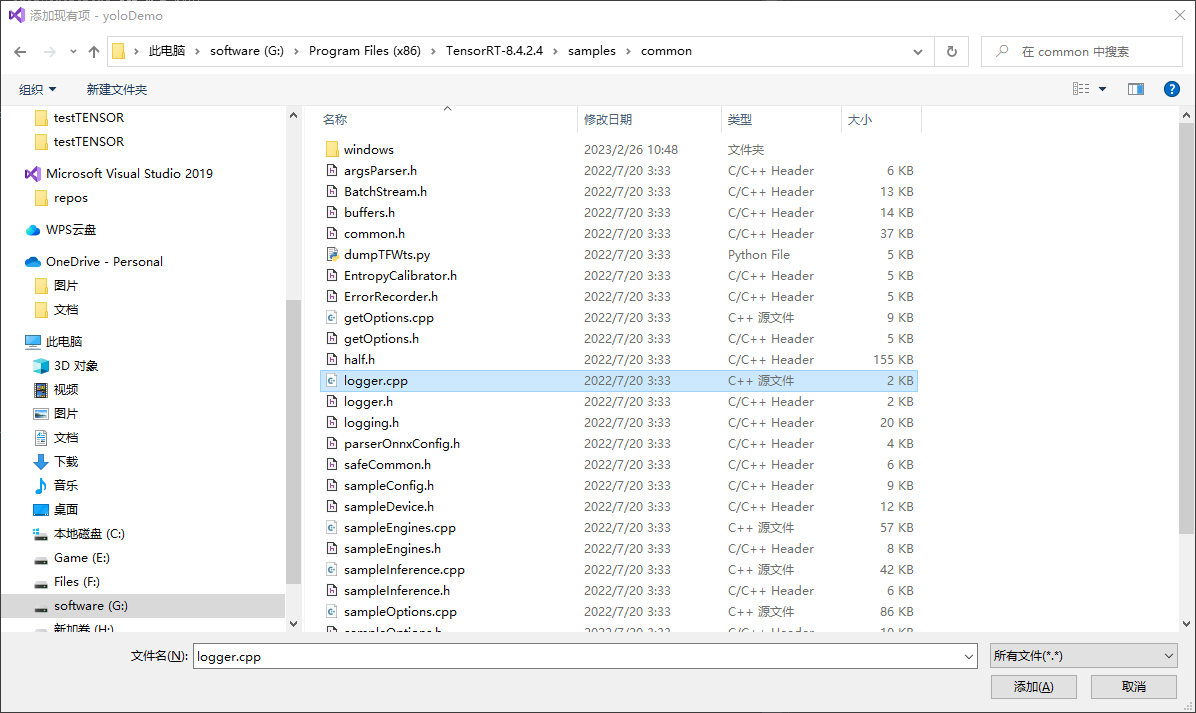 添加现有项 - yoloDemo
此电脑 › software (G:) › Program Files (x86) › TensorRT-8.4.2.4 › samples › common
在 common 中搜索
组织 新建文件夹
testTENSOR
testTENSOR
Microsoft Visual Studio 2019
repos
WPS云盘
OneDrive - Personal
图片
文档
此电脑
3D 对象
视频
图片
文档
下载
音乐
桌面
本地磁盘 (C:)
Game (E:)
Files (F:)
software (G:)
新加卷 (H:)
名称 修改日期 类型 大小
windows 2023/2/26 10:48 文件夹
argsParser.h 2022/7/20 3:33 C/C++ Header 6 KB
BatchStream.h 2022/7/20 3:33 C/C++ Header 13 KB
buffers.h 2022/7/20 3:33 C/C++ Header 14 KB
common.h 2022/7/20 3:33 C/C++ Header 37 KB
dumpTFWts.py 2022/7/20 3:33 Python File 5 KB
EntropyCalibrator.h 2022/7/20 3:33 C/C++ Header 5 KB
ErrorRecorder.h 2022/7/20 3:33 C/C++ Header 5 KB
getOptions.cpp 2022/7/20 3:33 C++ 源文件 9 KB
getOptions.h 2022/7/20 3:33 C/C++ Header 5 KB
half.h 2022/7/20 3:33 C/C++ Header 155 KB
logger.cpp 2022/7/20 3:33 C++ 源文件 2 KB
logger.h 2022/7/20 3:33 C/C++ Header 2 KB
logging.h 2022/7/20 3:33 C/C++ Header 20 KB
parserOnnxConfig.h 2022/7/20 3:33 C/C++ Header 4 KB
safeCommon.h 2022/7/20 3:33 C/C++ Header 6 KB
sampleConfig.h 2022/7/20 3:33 C/C++ Header 9 KB
sampleDevice.h 2022/7/20 3:33 C/C++ Header 12 KB
sampleEngines.cpp 2022/7/20 3:33 C++ 源文件 57 KB
sampleEngines.h 2022/7/20 3:33 C/C++ Header 8 KB
sampleInference.cpp 2022/7/20 3:33 C++ 源文件 42 KB
sampleInference.h 2022/7/20 3:33 C/C++ Header 6 KB
sampleOptions.cpp 2022/7/20 3:33 C++ 源文件 86 KB
sampleOptions.h 2022/7/20 3:33 C/C++ Header
文件名(N): logger.cpp 所有文件(*.*)
添加(A) 取消